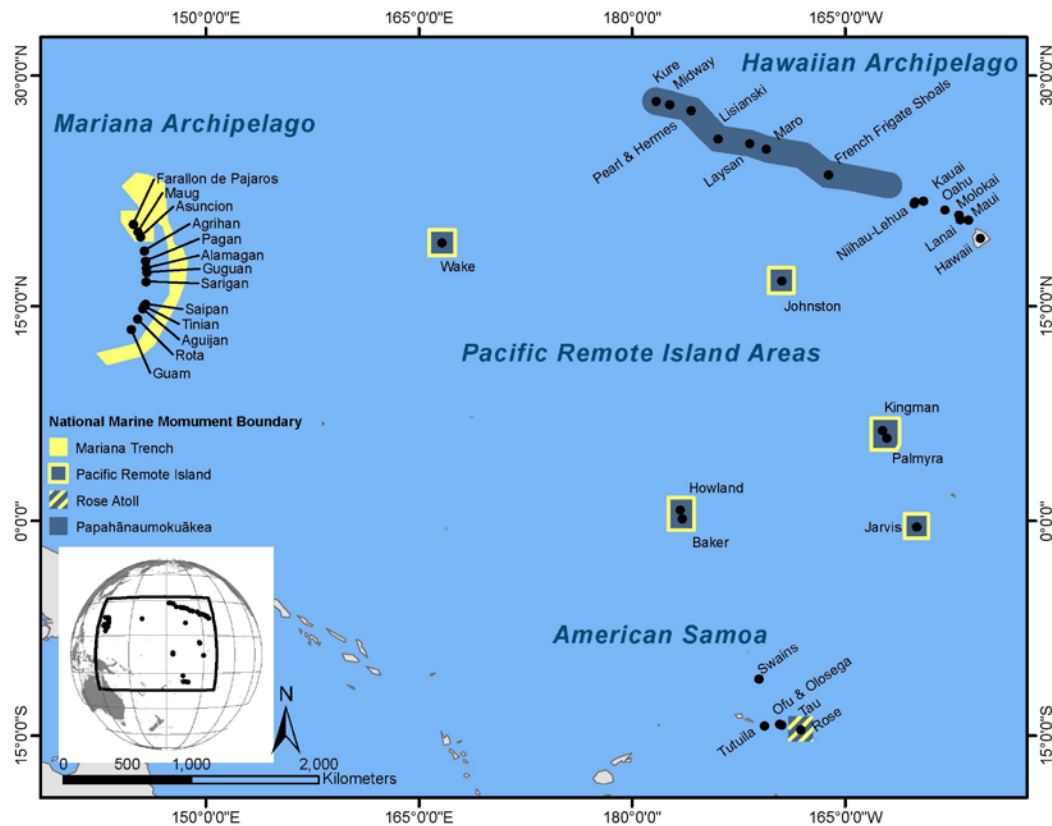 150°0'0"E
165°0'0"E
180°0'0"
165°0'0"W
30°0'0"N
15°0'0"N
0°0'0"
15°0'0"S
30°0'0"N
15°0'0"N
0°0'0"
15°0'0"S
Hawaiian Archipelago
Kure
Midway
Pearl & Hermes
Lisianski
Laysan
Maro
French Frigate Shoals
Niihau-Lehua
Kauai
Oahu
Molokai
Lanai
Maui
Hawaii
Mariana Archipelago
Farallon de Pajaros
Maug
Asuncion
Agrihan
Pagan
Alamagan
Guguan
Sarigan
Saipan
Tinian
Aguijan
Rota
Guam
Wake
Johnston
Pacific Remote Island Areas
Kingman
Palmyra
Howland
Baker
Jarvis
National Marine Momument Boundary
Mariana Trench
Pacific Remote Island
Rose Atoll
Papahānaumokuākea
American Samoa
Swains
Ofu & Olosega
Tau
Tutuila
Rose
N
0 500 1,000 2,000
Kilometers
150°0'0"E
165°0'0"E
180°0'0"
165°0'0"W